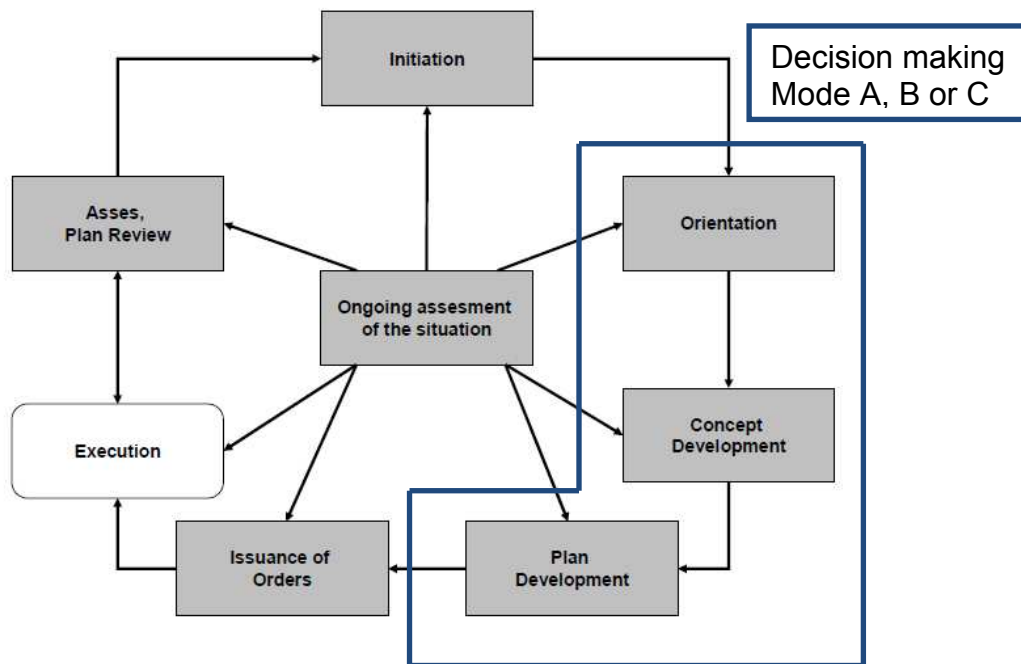 Initiation
Decision making
Mode A, B or C
Asses,
Plan Review
Orientation
Ongoing assesment
of the situation
Execution
Concept
Development
Issuance of
Orders
Plan
Development